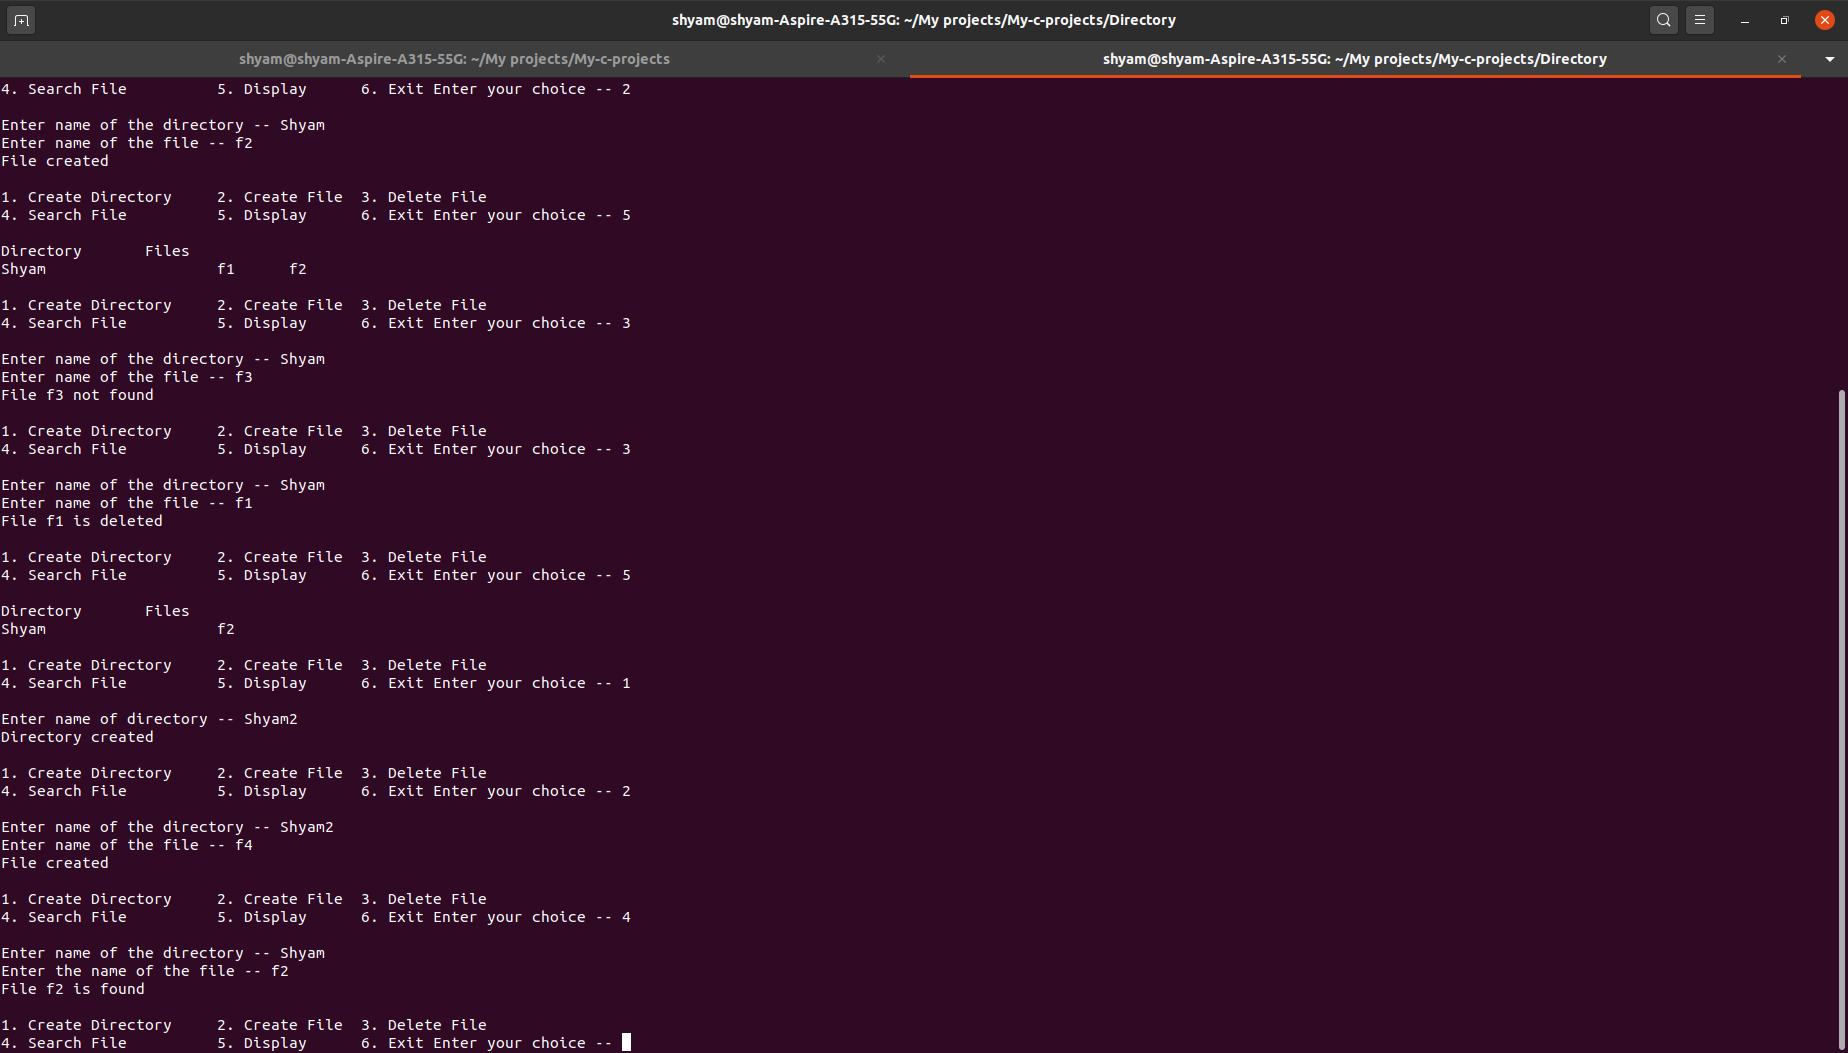 shyam@shyam-Aspire-A315-55G: ~/My projects/My-c-projects/Directory
shyam@shyam-Aspire-A315-55G: ~/My projects/My-c-projects
shyam@shyam-Aspire-A315-55G: ~/My projects/My-c-projects/Directory
4. Search File          5. Display      6. Exit Enter your choice -- 2
Enter name of the directory -- Shyam
Enter name of the file -- f2
File created
1. Create Directory     2. Create File  3. Delete File
4. Search File          5. Display      6. Exit Enter your choice -- 5
Directory       Files
Shyam                   f1      f2
1. Create Directory     2. Create File  3. Delete File
4. Search File          5. Display      6. Exit Enter your choice -- 3
Enter name of the directory -- Shyam
Enter name of the file -- f3
File f3 not found
1. Create Directory     2. Create File  3. Delete File
4. Search File          5. Display      6. Exit Enter your choice -- 3
Enter name of the directory -- Shyam
Enter name of the file -- f1
File f1 is deleted
1. Create Directory     2. Create File  3. Delete File
4. Search File          5. Display      6. Exit Enter your choice -- 5
Directory       Files
Shyam                   f2
1. Create Directory     2. Create File  3. Delete File
4. Search File          5. Display      6. Exit Enter your choice -- 1
Enter name of directory -- Shyam2
Directory created
1. Create Directory     2. Create File  3. Delete File
4. Search File          5. Display      6. Exit Enter your choice -- 2
Enter name of the directory -- Shyam2
Enter name of the file -- f4
File created
1. Create Directory     2. Create File  3. Delete File
4. Search File          5. Display      6. Exit Enter your choice -- 4
Enter name of the directory -- Shyam
Enter the name of the file -- f2
File f2 is found
1. Create Directory     2. Create File  3. Delete File
4. Search File          5. Display      6. Exit Enter your choice --